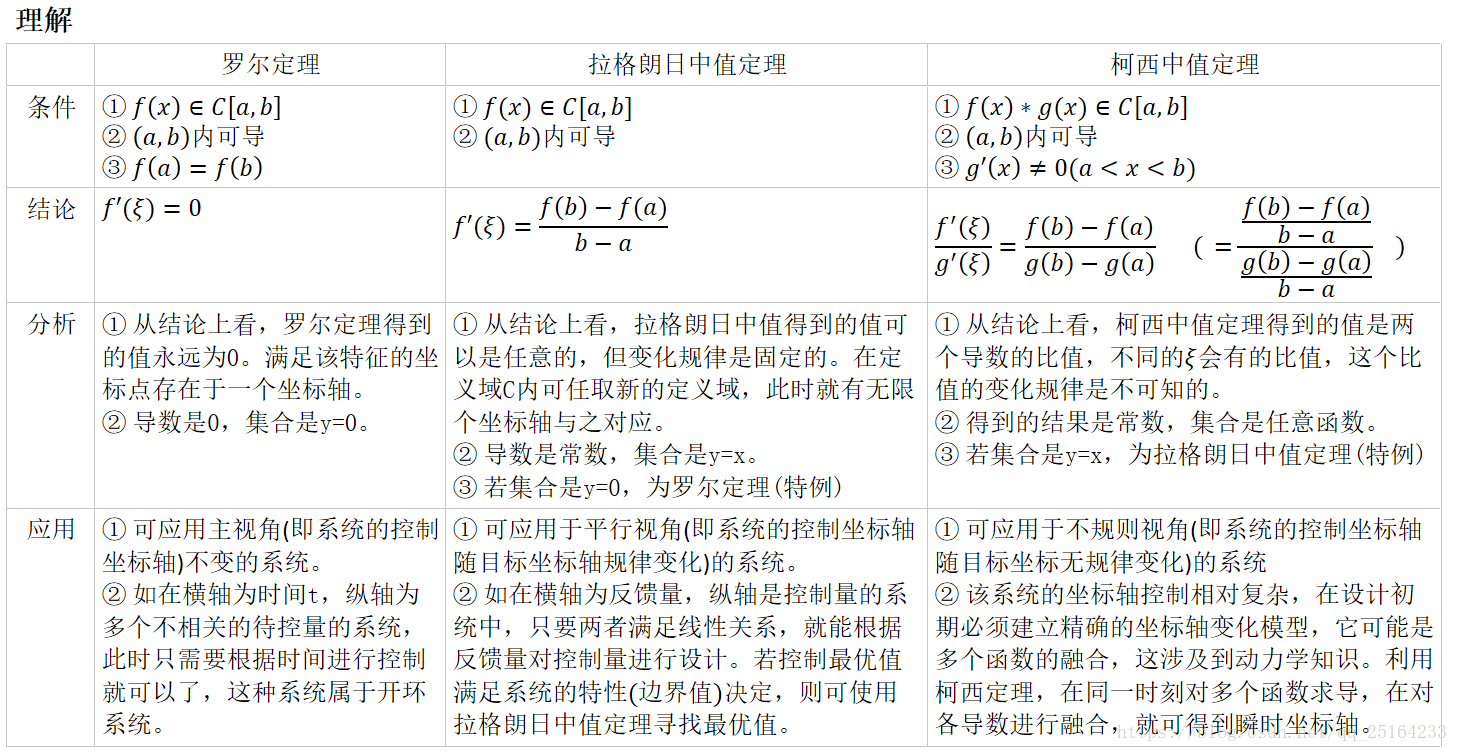 理解
罗尔定理
拉格朗日中值定理
柯西中值定理
条件
① f(x) ∈ C[a, b]
② (a, b)内可导
③ f(a) = f(b)
① f(x) ∈ C[a, b]
② (a, b)内可导
① f(x) ∗ g(x) ∈ C[a, b]
② (a, b)内可导
③ g′(x) ≠ 0(a < x < b)
结论
f′(ξ) = 0
f′(ξ) = \frac{f(b) − f(a)}{b − a}
\frac{f′(ξ)}{g′(ξ)} = \frac{f(b) − f(a)}{g(b) − g(a)} ( = \frac{\frac{f(b) − f(a)}{b − a}}{\frac{g(b) − g(a)}{b − a}} )
分析
① 从结论上看，罗尔定理得到
的值永远为0。满足该特征的坐
标点存在于一个坐标轴。
② 导数是0，集合是y=0。
① 从结论上看，拉格朗日中值得到的值可
以是任意的，但变化规律是固定的。在定
义域C内可任取新的定义域，此时就有无限
个坐标轴与之对应。
② 导数是常数，集合是y=x。
③ 若集合是y=0，为罗尔定理(特例)
① 从结论上看，柯西中值定理得到的值是两
个导数的比值，不同的ξ会有的比值，这个比
值的变化规律是不可知的。
② 得到的结果是常数，集合是任意函数。
③ 若集合是y=x，为拉格朗日中值定理(特例)
应用
① 可应用主视角(即系统的控制
坐标轴)不变的系统。
② 如在横轴为时间t，纵轴为
多个不相关的待控量的系统，
此时只需要根据时间进行控制
就可以了，这种系统属于开环
系统。
① 可应用于平行视角(即系统的控制坐标轴
随目标坐标轴规律变化)的系统。
② 如在横轴为反馈量，纵轴是控制量的系
统中，只要两者满足线性关系，就能根据
反馈量对控制量进行设计。若控制最优值
满足系统的特性(边界值)决定，则可使用
拉格朗日中值定理寻找最优值。
① 可应用于不规则视角(即系统的控制坐标轴
随目标坐标无规律变化)的系统
② 该系统的坐标轴控制相对复杂，在设计初
期必须建立精确的坐标轴变化模型，它可能是
多个函数的融合，这涉及到动力学知识。利用
柯西定理，在同一时刻对多个函数求导，在对
各导数进行融合，就可得到瞬时坐标轴。
https://blog.csdn.net/qq_25164233